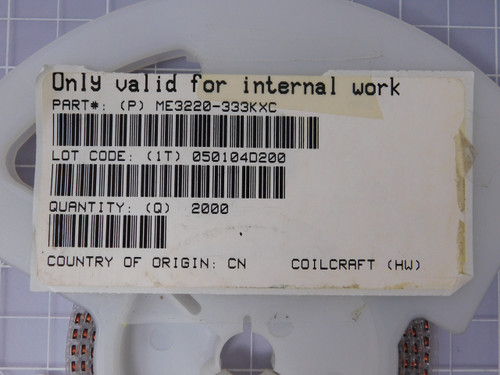 Only valid for internal work
PART#: (P) ME3220-333KXC
LOT CODE: (1T) 050104D200
QUANTITY: (Q) 2000
COUNTRY OF ORIGIN: CN COILCRAFT (HW)